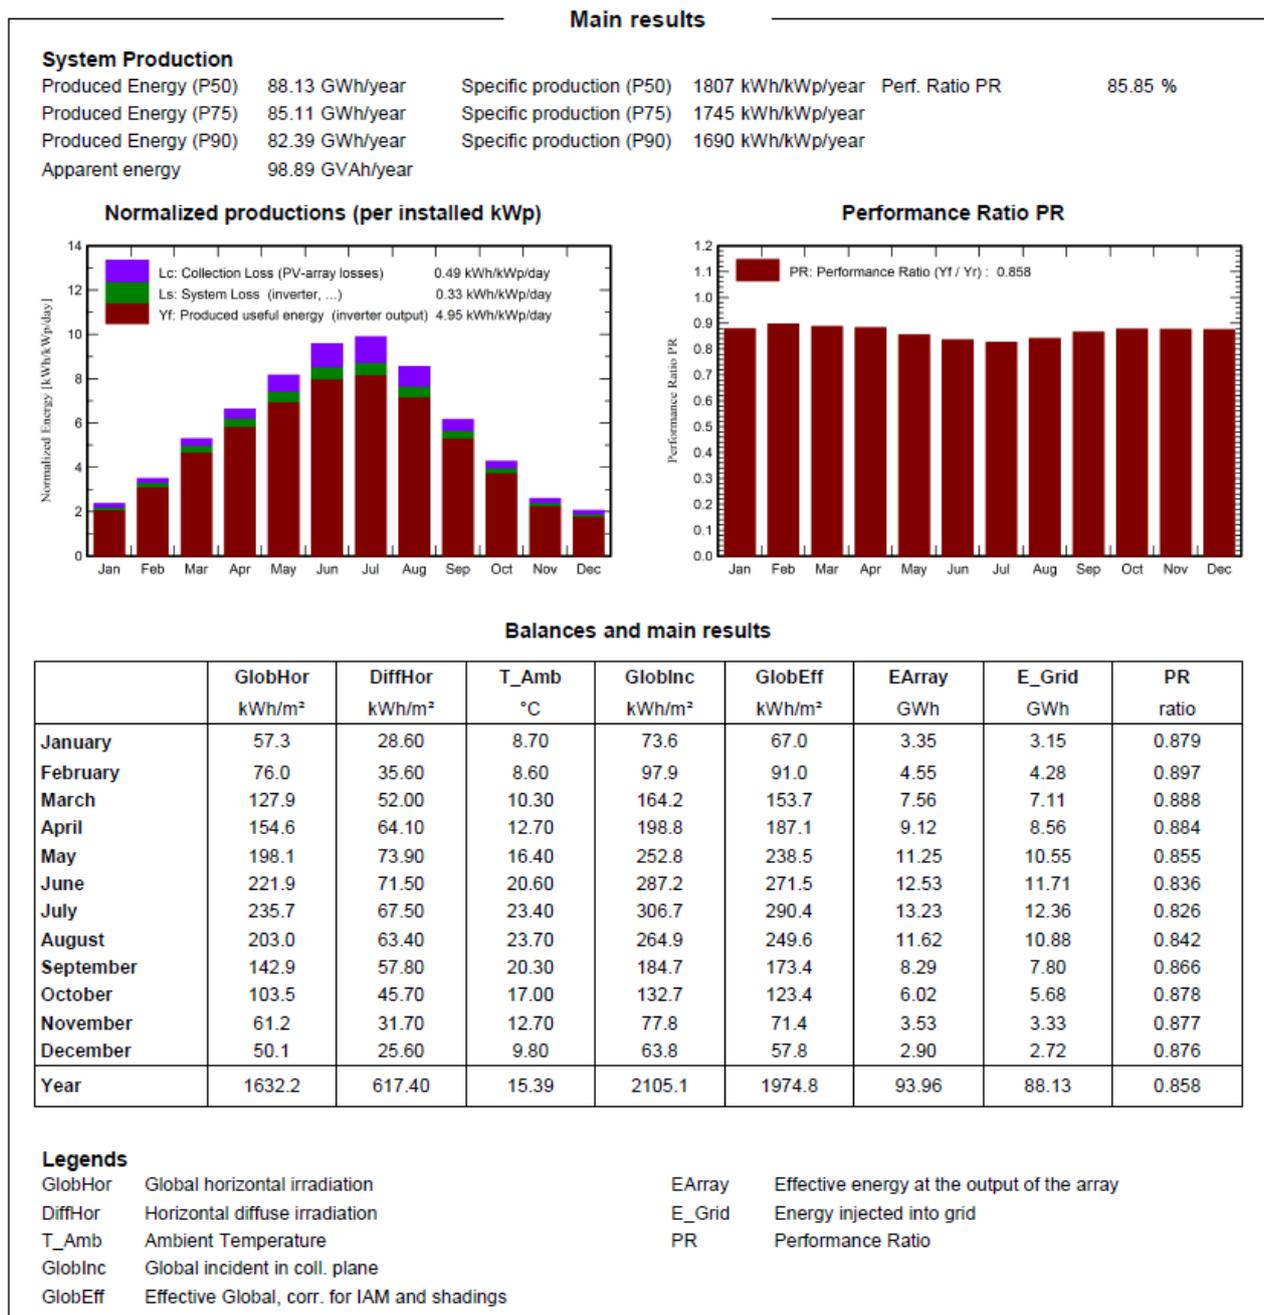 Main results
System Production
Produced Energy (P50) 88.13 GWh/year Specific production (P50) 1807 kWh/kWp/year Perf. Ratio PR 85.85 %
Produced Energy (P75) 85.11 GWh/year Specific production (P75) 1745 kWh/kWp/year
Produced Energy (P90) 82.39 GWh/year Specific production (P90) 1690 kWh/kWp/year
Apparent energy 98.89 GVAh/year
Normalized productions (per installed kWp)
14
12
10
8
6
4
2
0
Normalized Energy [kWh/kWp/day]
Lc: Collection Loss (PV-array losses) 0.49 kWh/kWp/day
Ls: System Loss (inverter, ...) 0.33 kWh/kWp/day
Yf: Produced useful energy (inverter output) 4.95 kWh/kWp/day
Jan Feb Mar Apr May Jun Jul Aug Sep Oct Nov Dec
Performance Ratio PR
1.2
1.1
1.0
0.9
0.8
0.7
0.6
0.5
0.4
0.3
0.2
0.1
0.0
Performance Ratio PR
PR: Performance Ratio (Yf / Yr) : 0.858
Jan Feb Mar Apr May Jun Jul Aug Sep Oct Nov Dec
Balances and main results
GlobHor DiffHor T_Amb GlobInc GlobEff EArray E_Grid PR
kWh/m² kWh/m² °C kWh/m² kWh/m² GWh GWh ratio
January 57.3 28.60 8.70 73.6 67.0 3.35 3.15 0.879
February 76.0 35.60 8.60 97.9 91.0 4.55 4.28 0.897
March 127.9 52.00 10.30 164.2 153.7 7.56 7.11 0.888
April 154.6 64.10 12.70 198.8 187.1 9.12 8.56 0.884
May 198.1 73.90 16.40 252.8 238.5 11.25 10.55 0.855
June 221.9 71.50 20.60 287.2 271.5 12.53 11.71 0.836
July 235.7 67.50 23.40 306.7 290.4 13.23 12.36 0.826
August 203.0 63.40 23.70 264.9 249.6 11.62 10.88 0.842
September 142.9 57.80 20.30 184.7 173.4 8.29 7.80 0.866
October 103.5 45.70 17.00 132.7 123.4 6.02 5.68 0.878
November 61.2 31.70 12.70 77.8 71.4 3.53 3.33 0.877
December 50.1 25.60 9.80 63.8 57.8 2.90 2.72 0.876
Year 1632.2 617.40 15.39 2105.1 1974.8 93.96 88.13 0.858
Legends
GlobHor Global horizontal irradiation
DiffHor Horizontal diffuse irradiation
T_Amb Ambient Temperature
GlobInc Global incident in coll. plane
GlobEff Effective Global, corr. for IAM and shadings
EArray Effective energy at the output of the array
E_Grid Energy injected into grid
PR Performance Ratio